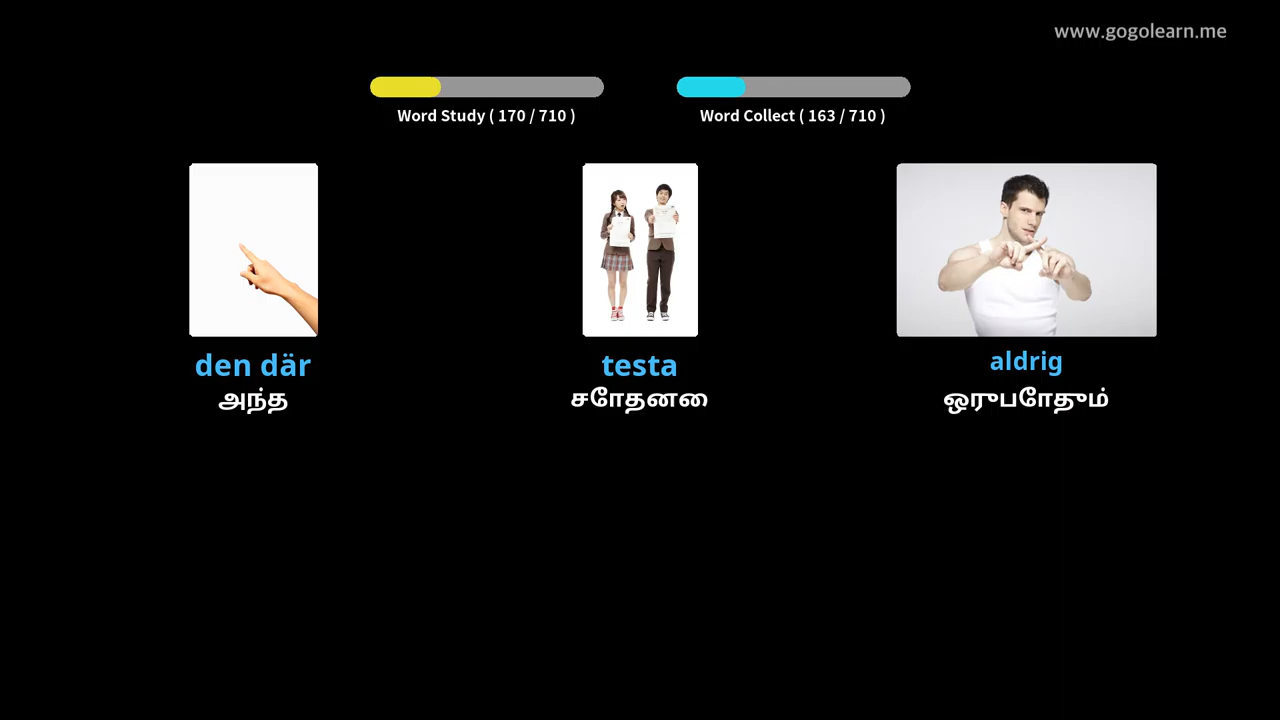 www.gogolearn.me
Word Study ( 170 / 710 )
Word Collect ( 163 / 710 )
den där
அந்த
testa
சோதனை
aldrig
ஒருபோதும்